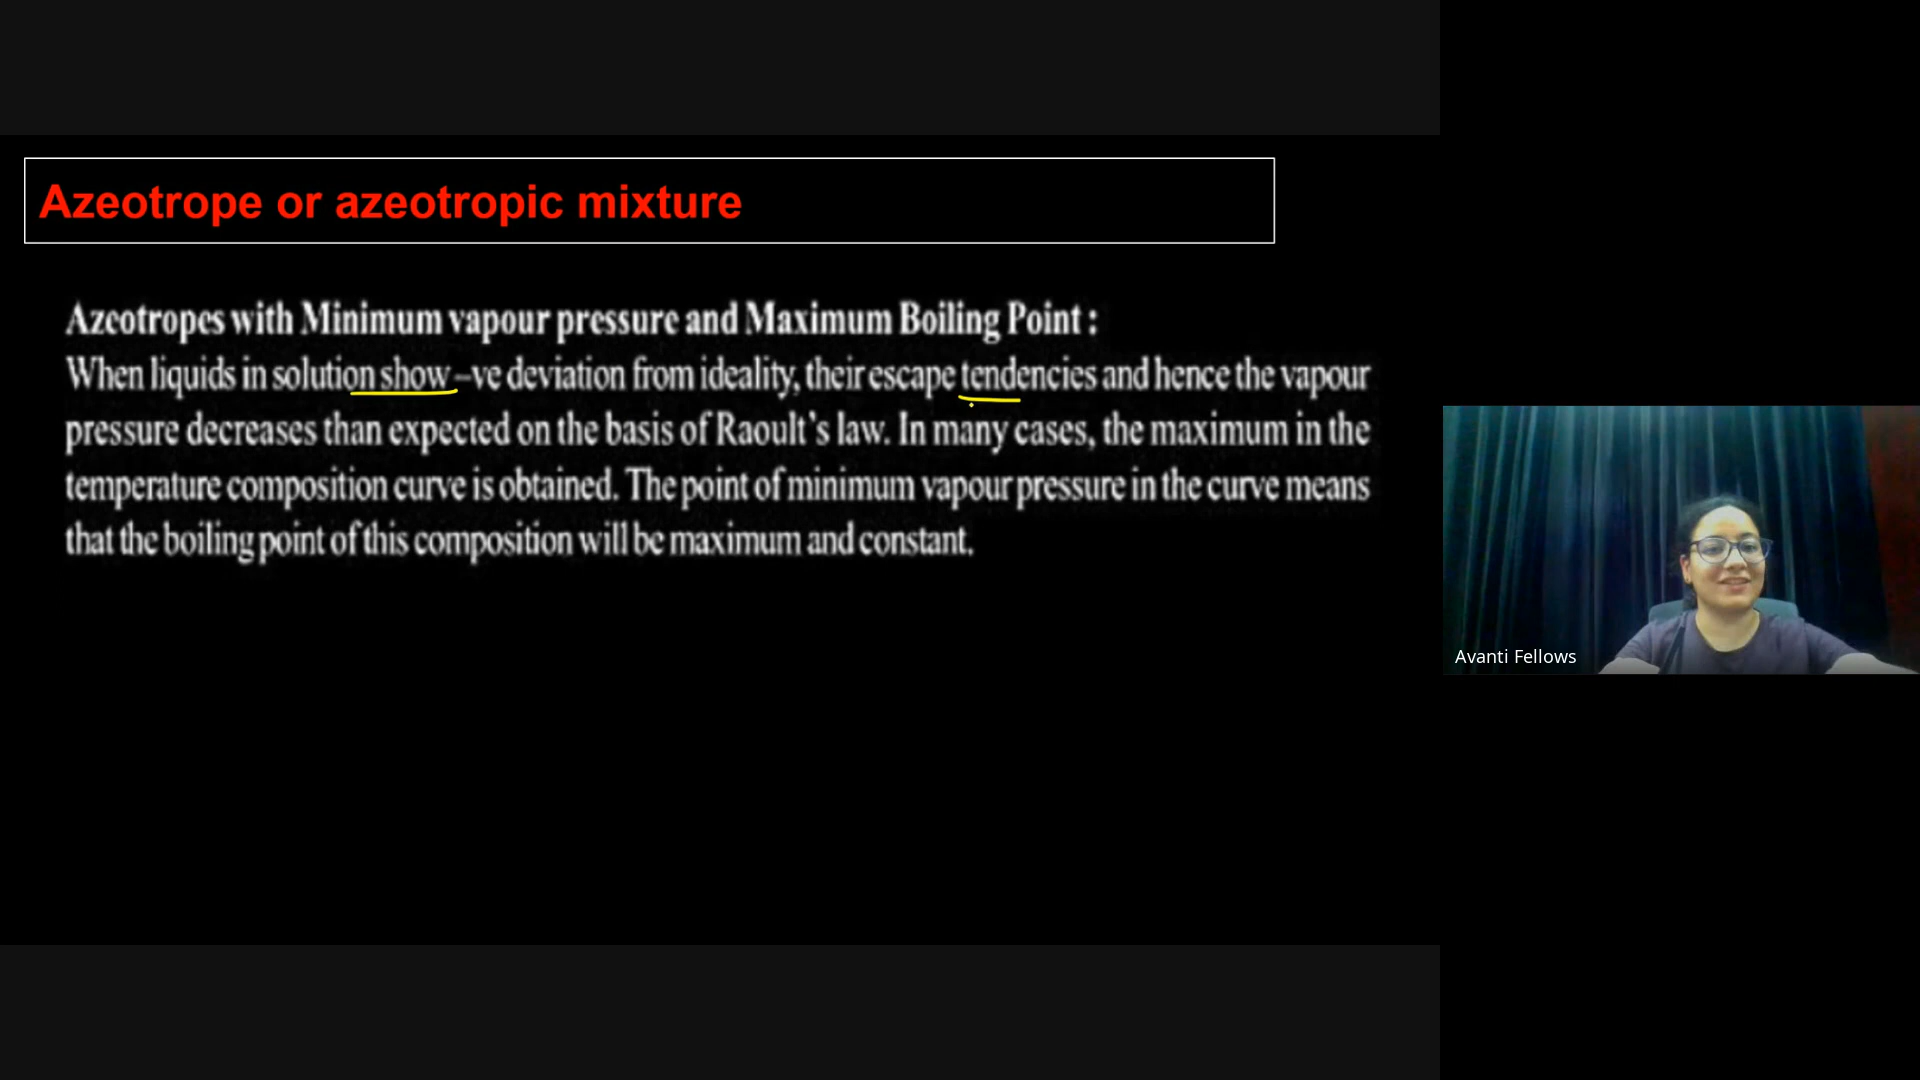 Azeotrope or azeotropic mixture
Azeotropes with Minimum vapour pressure and Maximum Boiling Point :
When liquids in solution show –ve deviation from ideality, their escape tendencies and hence the vapour
pressure decreases than expected on the basis of Raoult's law. In many cases, the maximum in the
temperature composition curve is obtained. The point of minimum vapour pressure in the curve means
that the boiling point of this composition will be maximum and constant.
Avanti Fellows